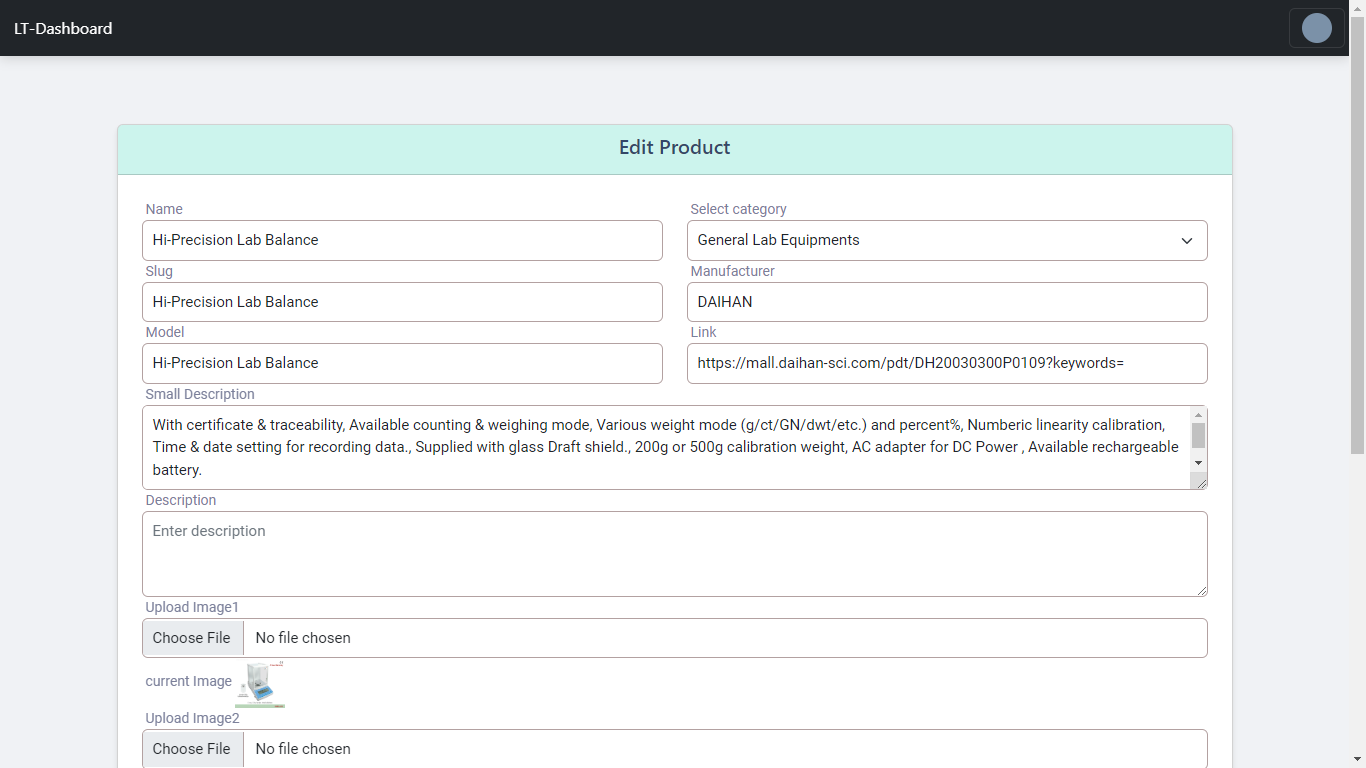 LT-Dashboard
Edit Product
Name
Select category
Hi-Precision Lab Balance
General Lab Equipments
Slug
Manufacturer
Hi-Precision Lab Balance
DAIHAN
Model
Link
Hi-Precision Lab Balance
https://mall.daihan-sci.com/pdt/DH20030300P0109?keywords=
Small Description
With certificate & traceability, Available counting & weighing mode, Various weight mode (g/ct/GN/dwt/etc.) and percent%, Numberic linearity calibration,
Time & date setting for recording data., Supplied with glass Draft shield., 200g or 500g calibration weight, AC adapter for DC Power , Available rechargeable
battery.
Description
Enter description
Upload Image1
Choose File No file chosen
current Image
Upload Image2
Choose File No file chosen